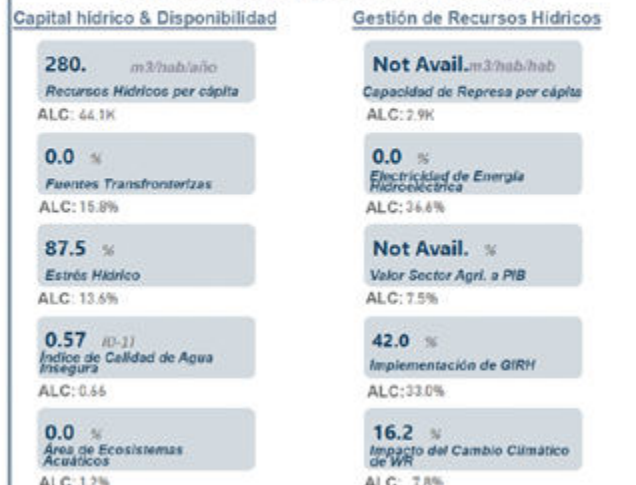 Capital hídrico & Disponibilidad
280. m3/hab/año
Recursos Hídricos per cápita
ALC: 44.1K
0.0 %
Fuentes Transfronterizas
ALC: 15.8%
87.5 %
Estrés Hídrico
ALC: 13.6%
0.57 (0-1)
Indice de Calidad de Agua
Insegura
ALC: 0.66
0.0 %
Área de Ecosistemas
Acuáticos
ALC: 1.2%
Gestión de Recursos Hídricos
Not Avail. m3/hab/hab
Capacidad de Represa per cápita
ALC: 2.9K
0.0 %
Electricidad de Energía
Hidroeléctrica
ALC: 36.6%
Not Avail. %
Valor Sector Agri. a PIB
ALC: 7.5%
42.0 %
Implementación de GIRH
ALC: 33.0%
16.2 %
Impacto del Cambio Climático
de WR
ALC: 7.8%